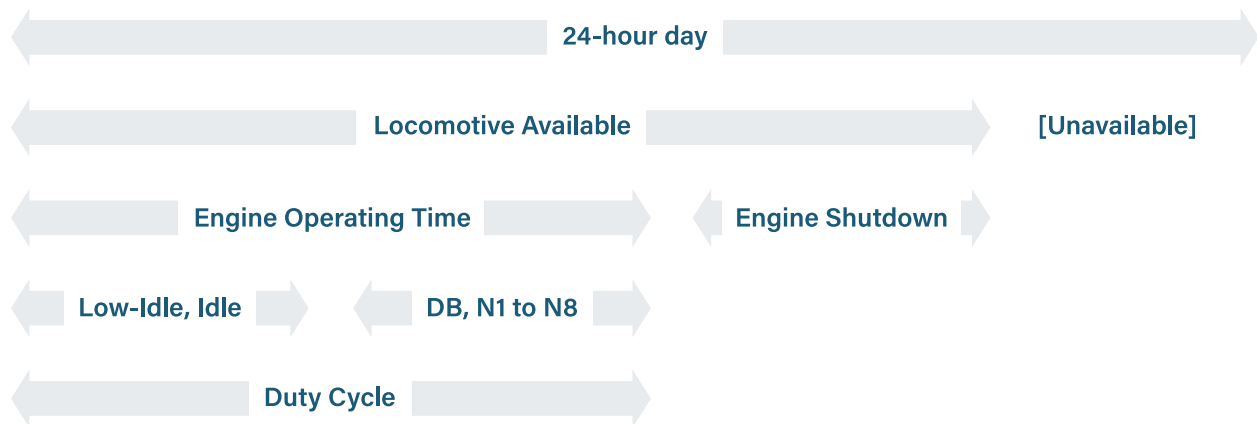 24-hour day
Locomotive Available [Unavailable]
Engine Operating Time Engine Shutdown
Low-Idle, Idle DB, N1 to N8
Duty Cycle